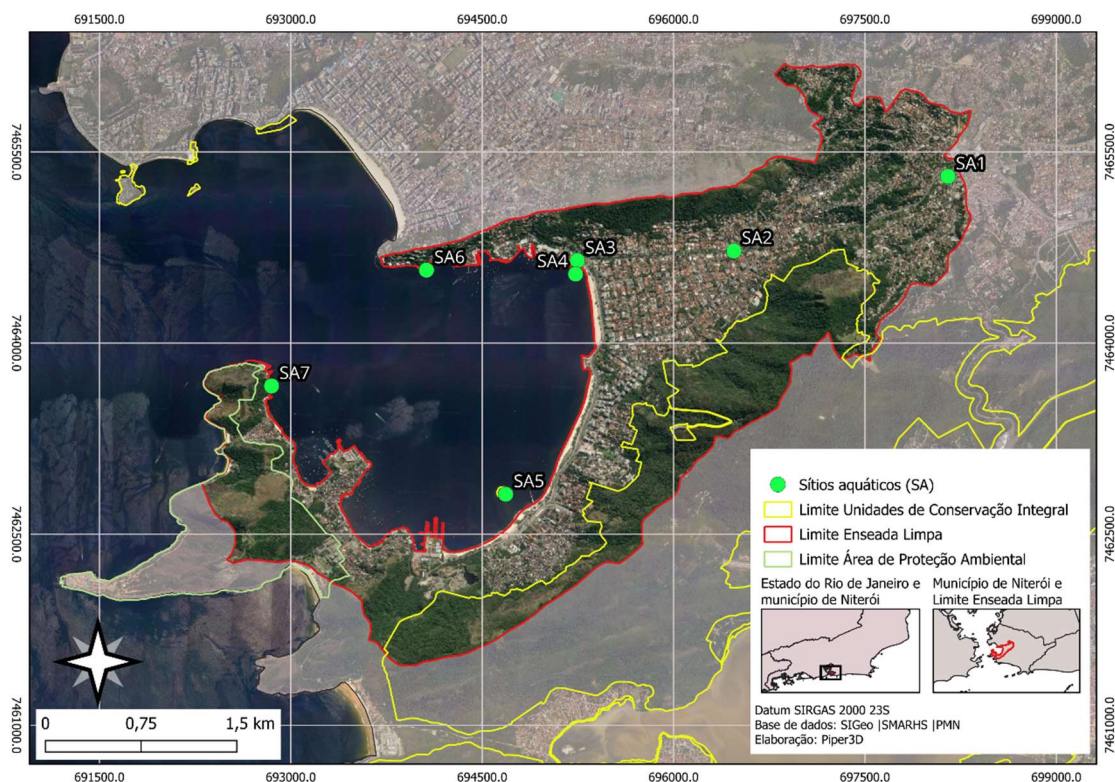 691500.0 693000.0 694500.0 696000.0 697500.0 699000.0
7465500.0 7465500.0
SA1
SA2
SA3
SA6 SA4
7464000.0 7464000.0
SA7
SA5
Sítios aquáticos (SA)
Limite Unidades de Conservação Integral
7462500.0 Limite Enseada Limpa 7462500.0
Limite Área de Proteção Ambiental
Estado do Rio de Janeiro e Município de Niterói e
município de Niterói Limite Enseada Limpa
Datum SIRGAS 2000 23S
Base de dados: SIGeo |SMARHS |PMN
Elaboração: Piper3D
0 0,75 1,5 km
7461000.0 7461000.0
691500.0 693000.0 694500.0 696000.0 697500.0 699000.0